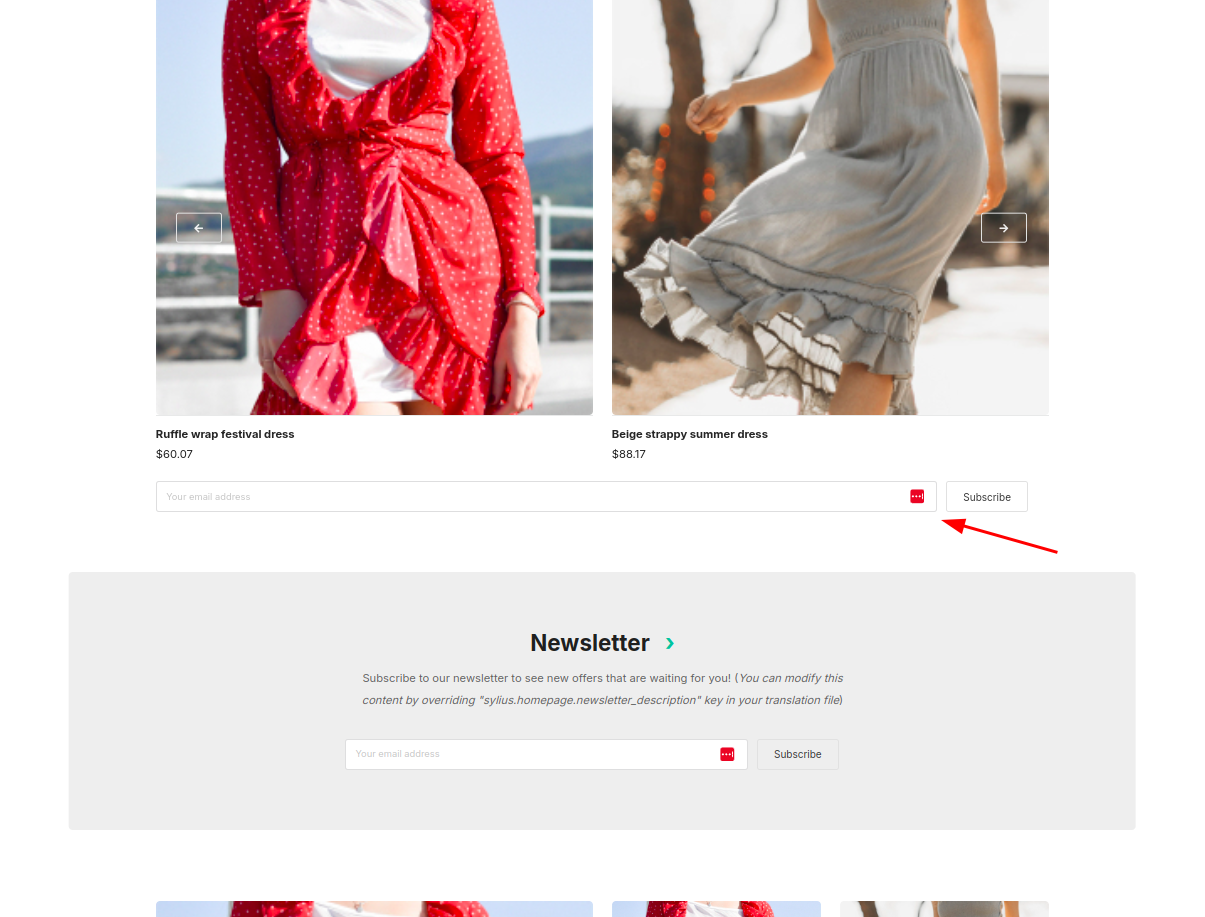 Ruffle wrap festival dress
Beige strappy summer dress
$60.07
$88.17
Your email address
Subscribe
Newsletter
Subscribe to our newsletter to see new offers that are waiting for you! (You can modify this
content by overriding "sylius.homepage.newsletter_description" key in your translation file)
Your email address
Subscribe